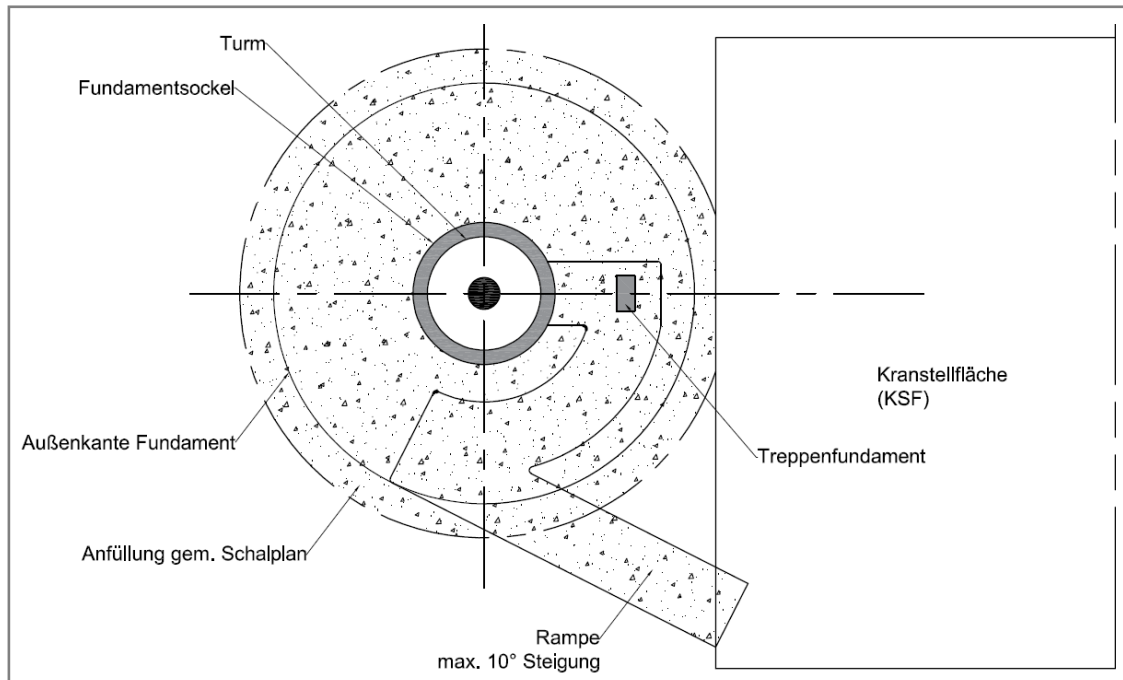 Turm
Fundamentsockel
Kranstellfläche
(KSF)
Außenkante Fundament
Treppenfundament
Anfüllung gem. Schalplan
Rampe
max. 10° Steigung